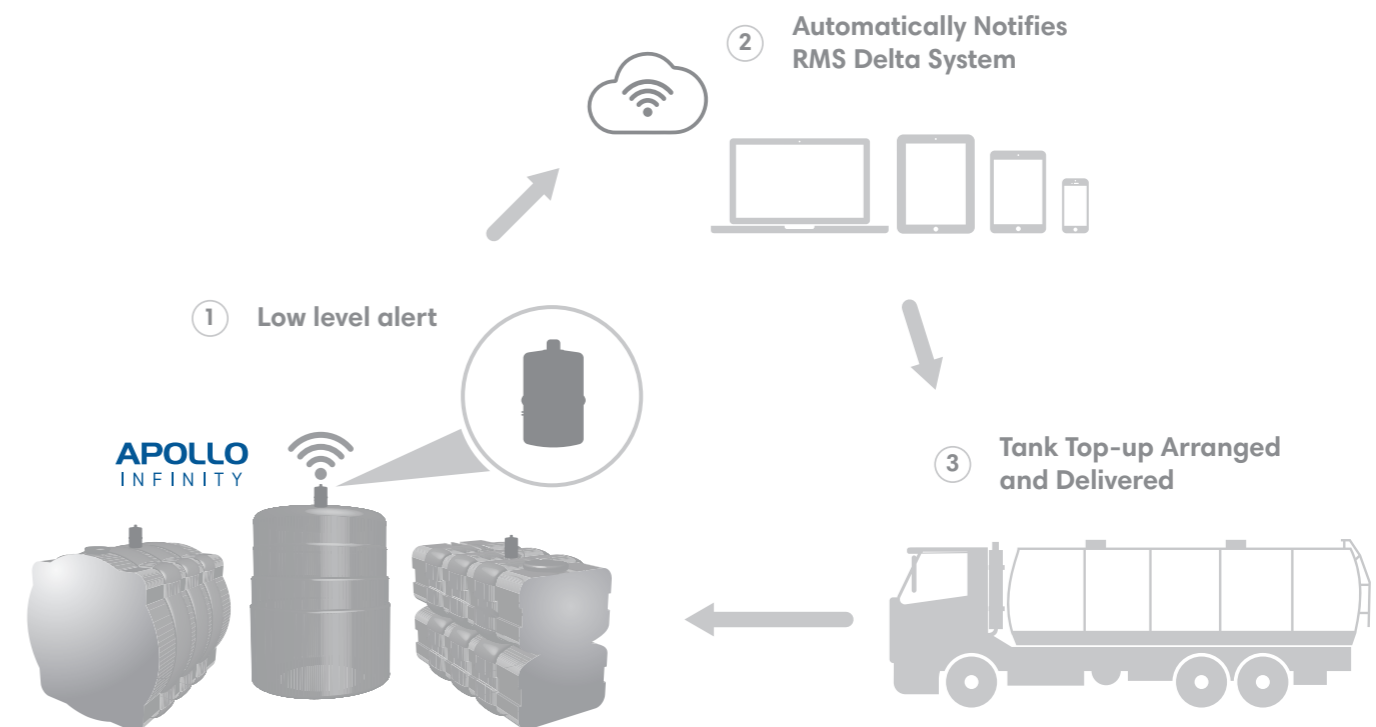 2
Automatically Notifies
RMS Delta System
1
Low level alert
APOLLO
INFINITY
3
Tank Top-up Arranged
and Delivered